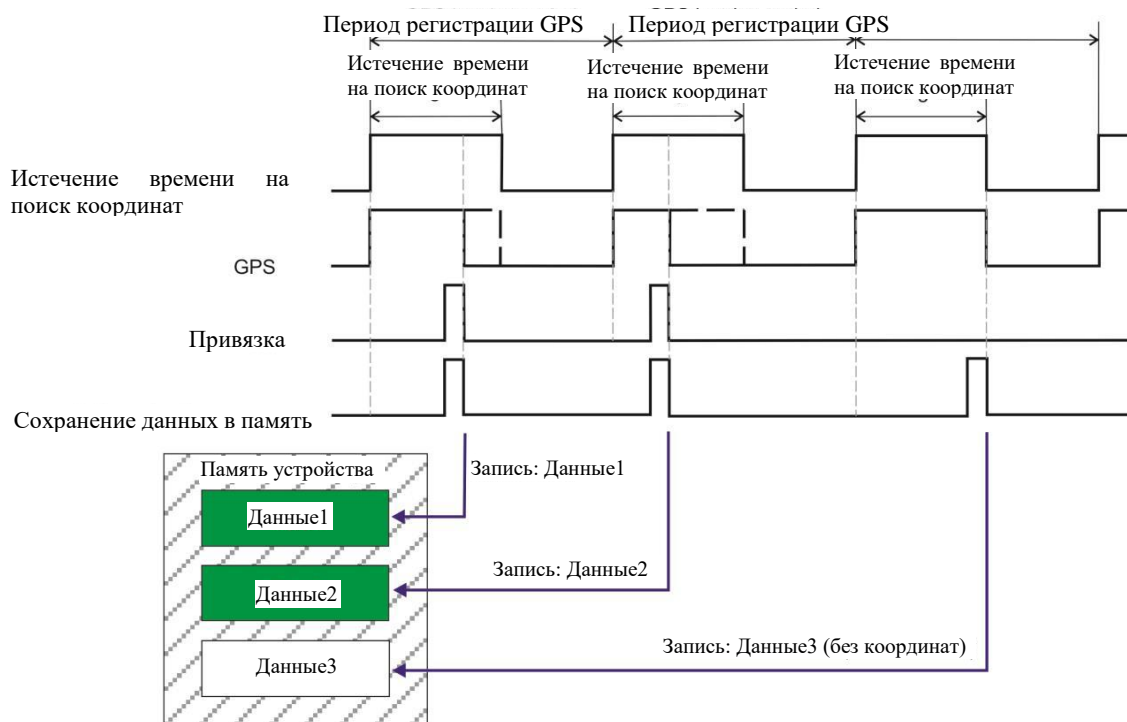 Период регистрации GPS
Период регистрации GPS
Истечение времени
на поиск координат
Истечение времени
на поиск координат
Истечение времени
на поиск координат
Истечение времени на
поиск координат
GPS
Привязка
Сохранение данных в память
Память устройства
Запись: Данные1
Данные1
Запись: Данные2
Данные2
Запись: Данные3 (без координат)
Данные3